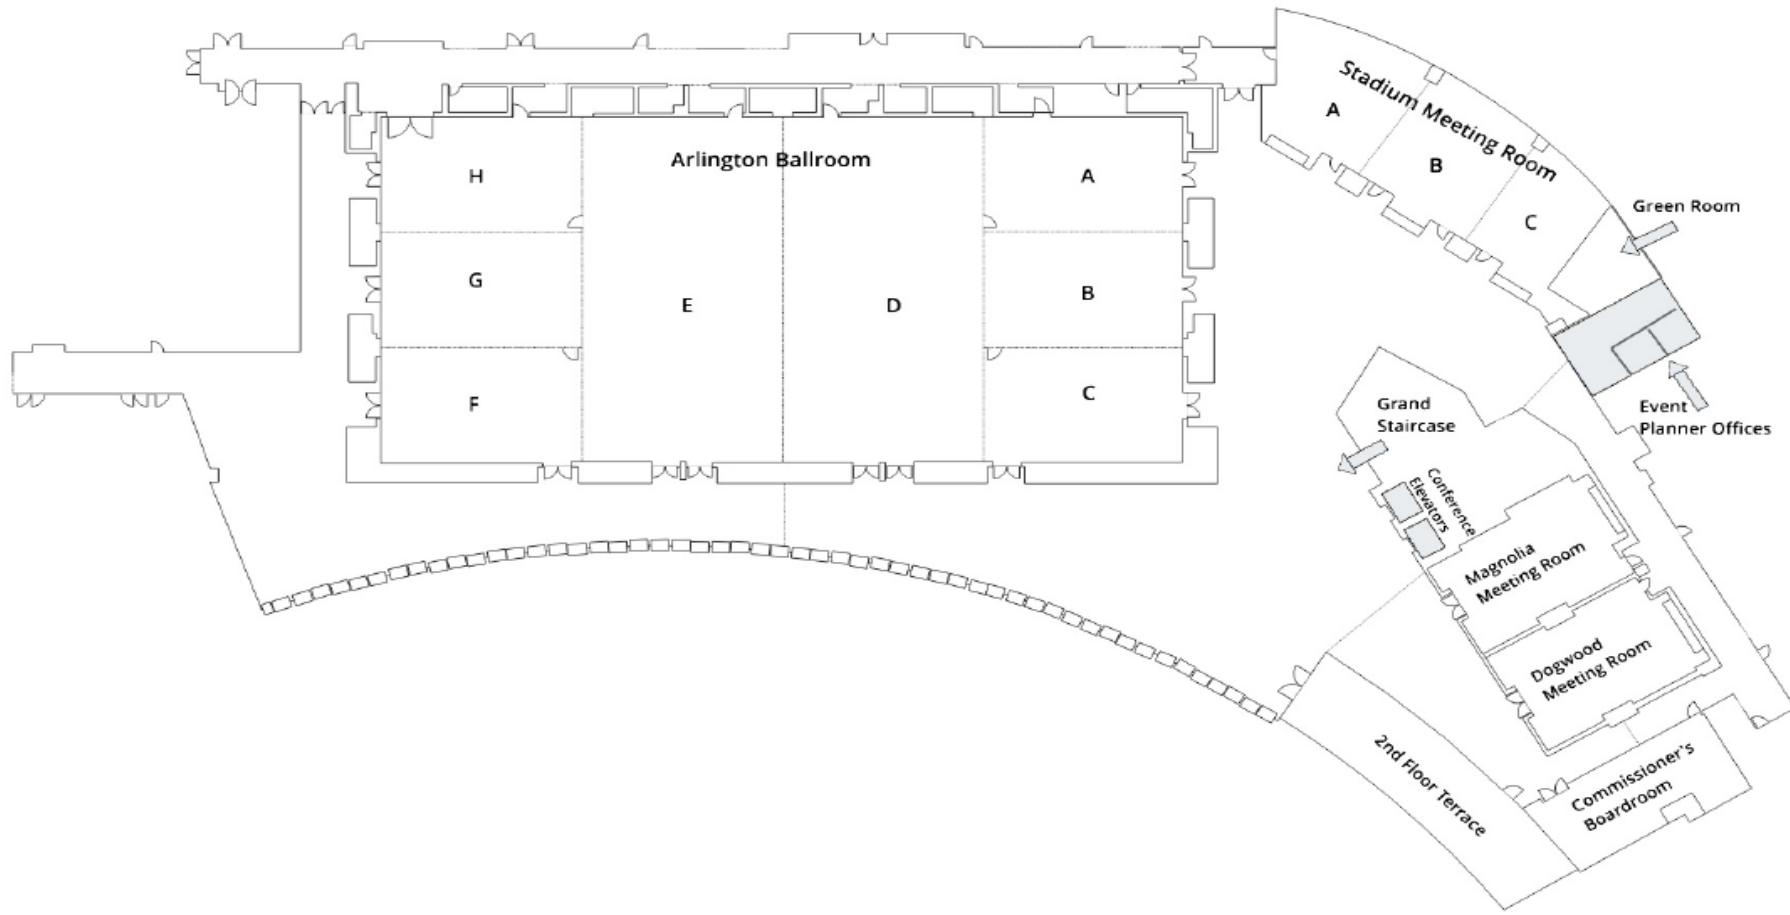 Arlington Ballroom
H
G
F
E
D
A
B
C
Stadium Meeting Room
A
B
C
Green Room
Event
Planner Offices
Grand
Staircase
Conference
Elevators
Magnolia
Meeting Room
Dogwood
Meeting Room
Commissioner's
Boardroom
2nd Floor Terrace